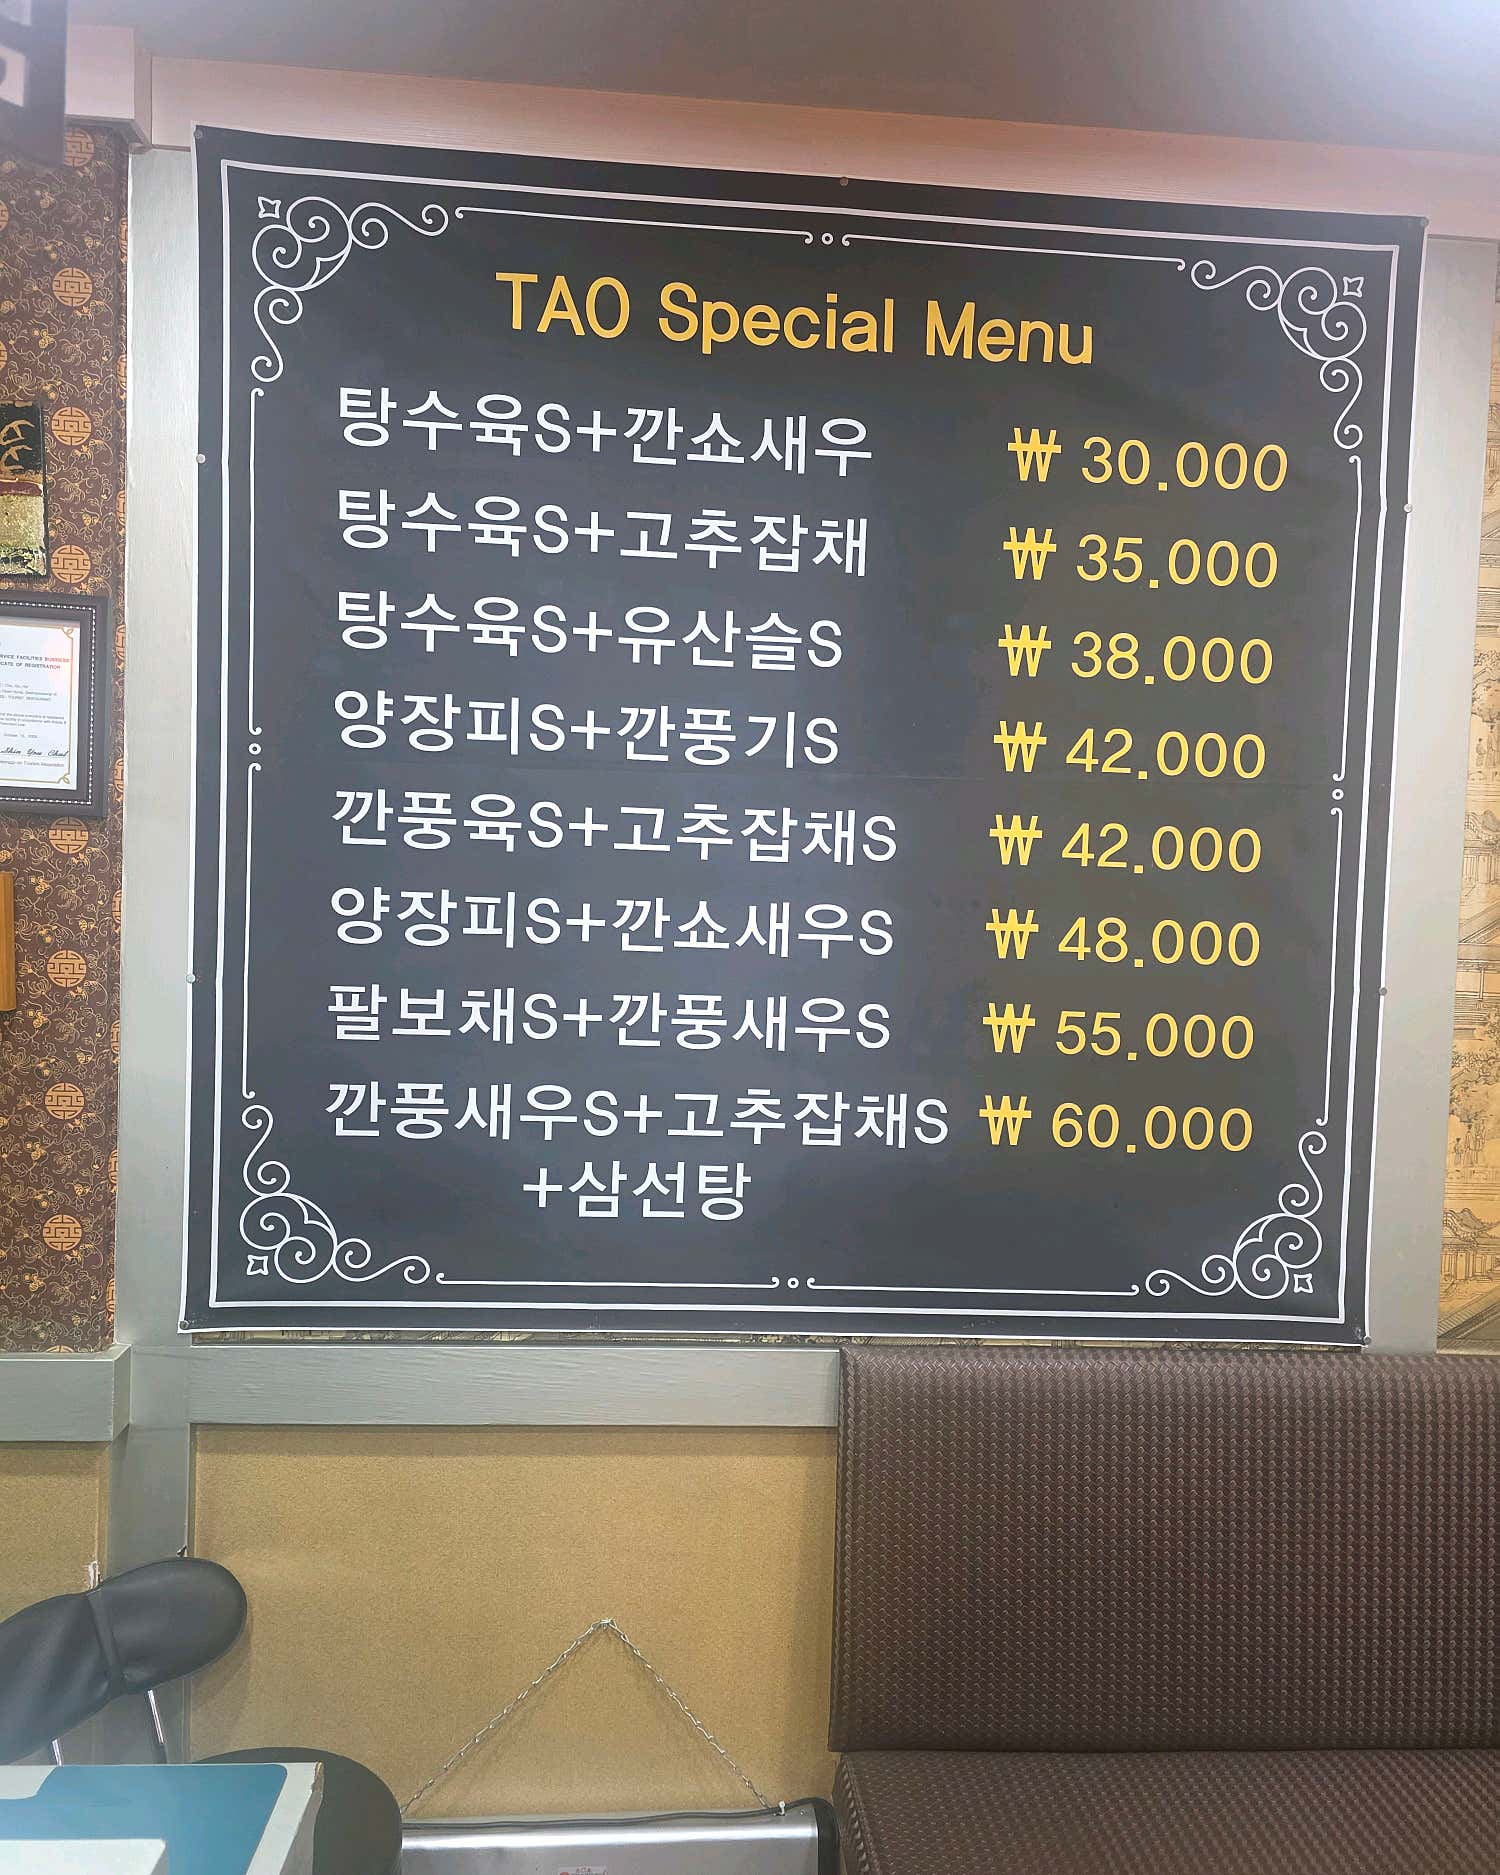 TAO Special Menu
탕수육S+깐쇼새우 ₩ 30.000
탕수육S+고추잡채 ₩ 35.000
탕수육S+유산슬S ₩ 38.000
양장피S+깐풍기S ₩ 42.000
깐풍육S+고추잡채S ₩ 42.000
양장피S+깐쇼새우S ₩ 48.000
팔보채S+깐풍새우S ₩ 55.000
깐풍새우S+고추잡채S ₩ 60.000
+삼선탕